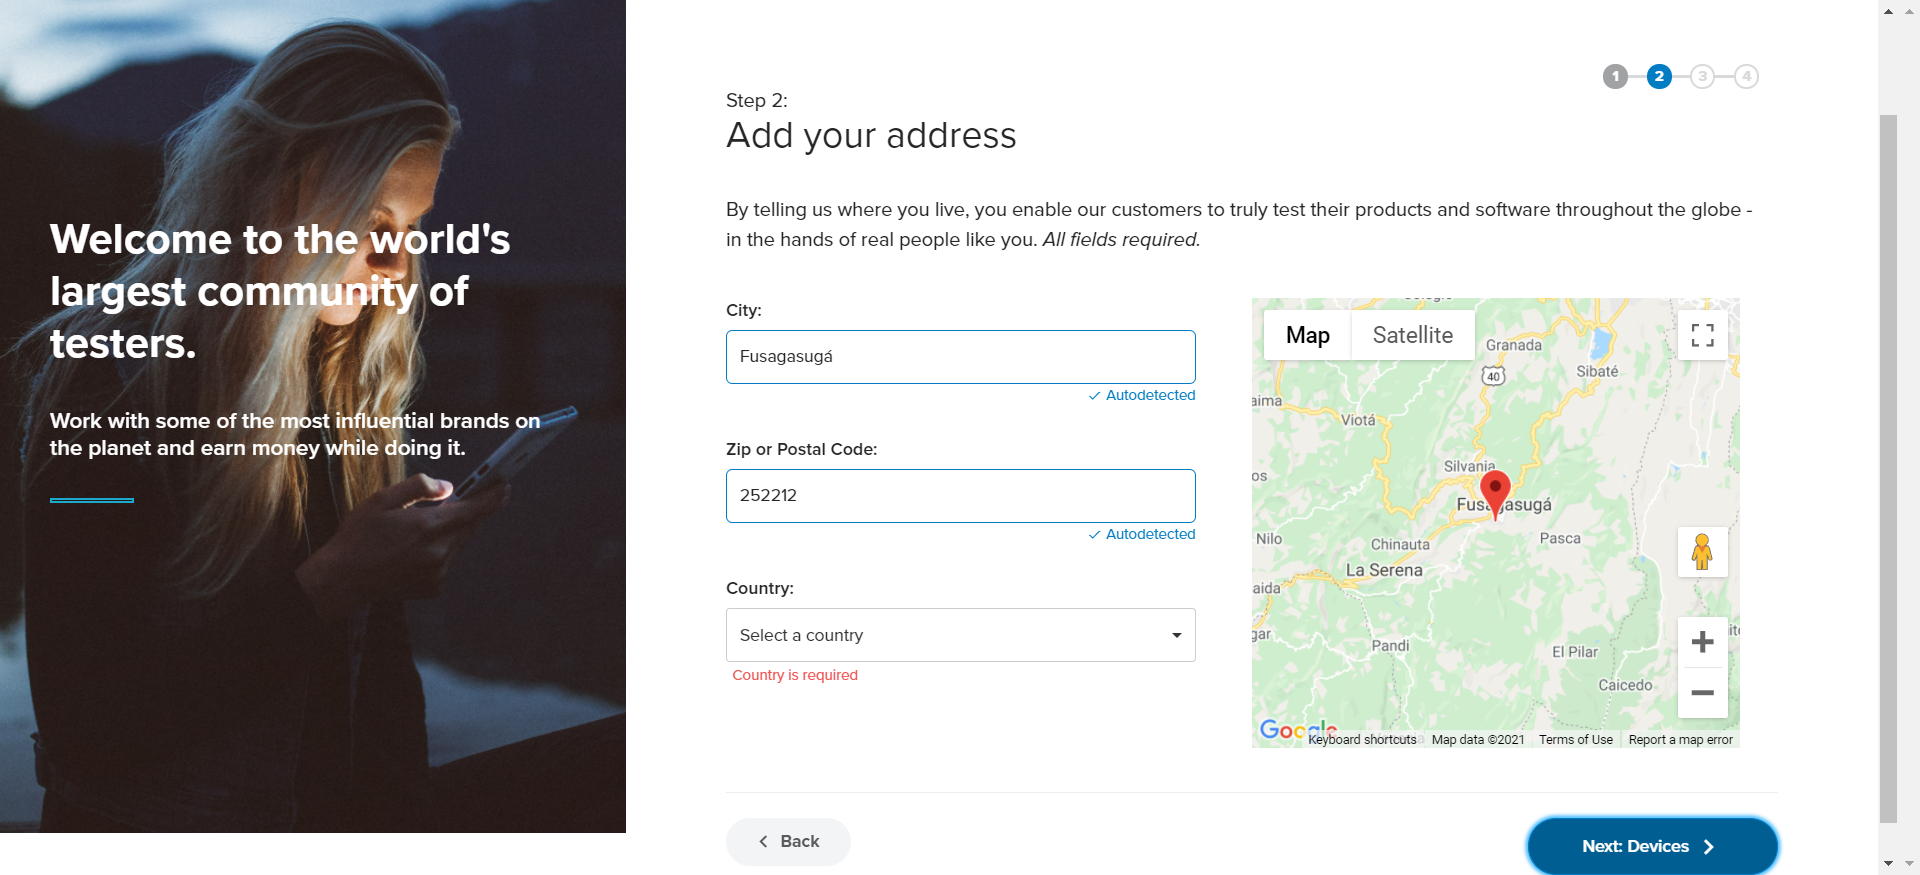 Welcome to the world's
largest community of
testers.
Work with some of the most influential brands on
the planet and earn money while doing it.
1
2
3
4
Step 2:
Add your address
By telling us where you live, you enable our customers to truly test their products and software throughout the globe -
in the hands of real people like you. All fields required.
City:
Fusagasugá
Autodetected
Zip or Postal Code:
252212
Autodetected
Country:
Select a country
Country is required
Map
Satellite
Granada
40
Sibaté
aima
Viotá
Silvania
os
Fusagasugá
Nilo
Chinauta
Pasca
La Serena
aida
gar
Pandi
El Pilar
Caicedo
Google
Keyboard shortcuts
Map data ©2021
Terms of Use
Report a map error
Back
Next: Devices